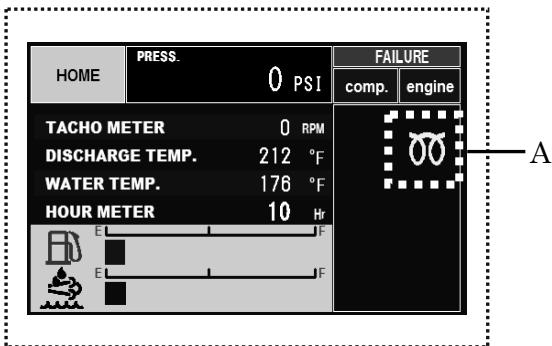 HOME
PRESS.
0 PSI
FAILURE
comp. engine
TACHO METER 0 RPM
DISCHARGE TEMP. 212 °F
WATER TEMP. 176 °F
HOUR METER 10 Hr
E F
E F
A